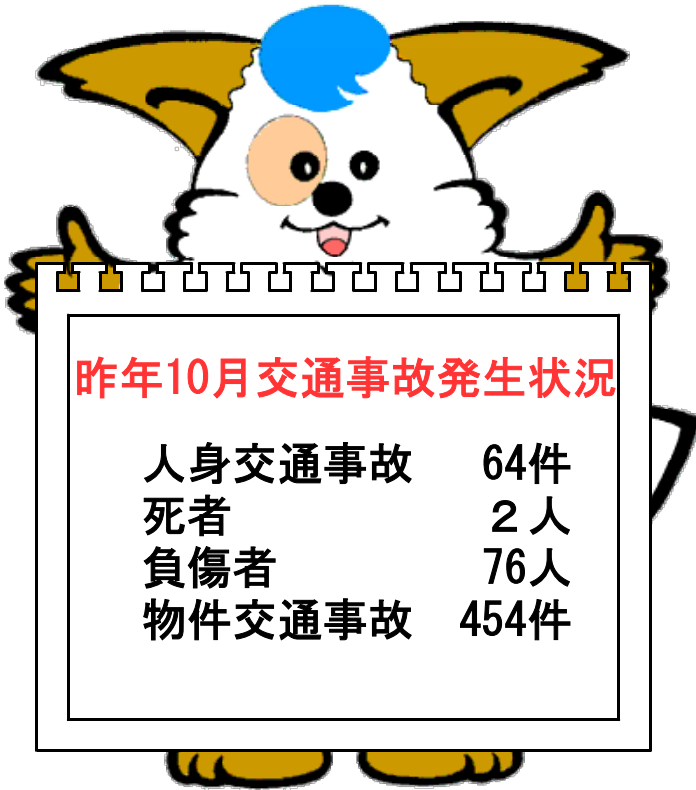 昨年10月交通事故発生状況
人身交通事故 64件
死者 2人
負傷者 76人
物件交通事故 454件